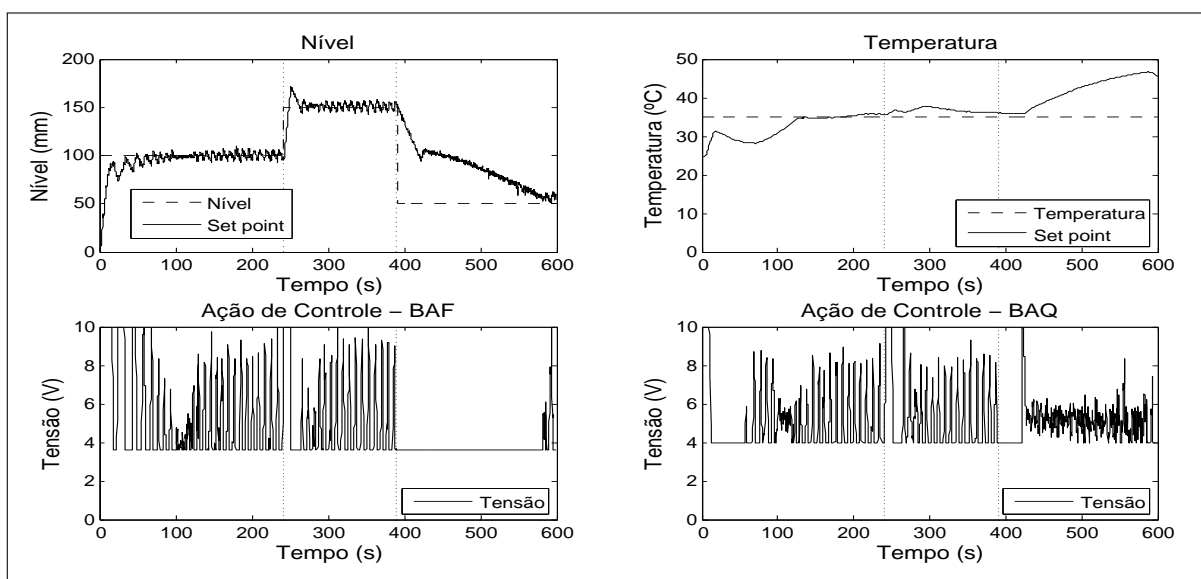 Nível
200
150
100
50
0
Nível (mm)
Nível
Set point
0 100 200 300 400 500 600
Tempo (s)
Temperatura
50
40
30
20
10
0
Temperatura (ºC)
Temperatura
Set point
0 100 200 300 400 500 600
Tempo (s)
Ação de Controle – BAF
10
8
6
4
2
0
Tensão (V)
Tensão
0 100 200 300 400 500 600
Tempo (s)
Ação de Controle – BAQ
10
8
6
4
2
0
Tensão (V)
Tensão
0 100 200 300 400 500 600
Tempo (s)